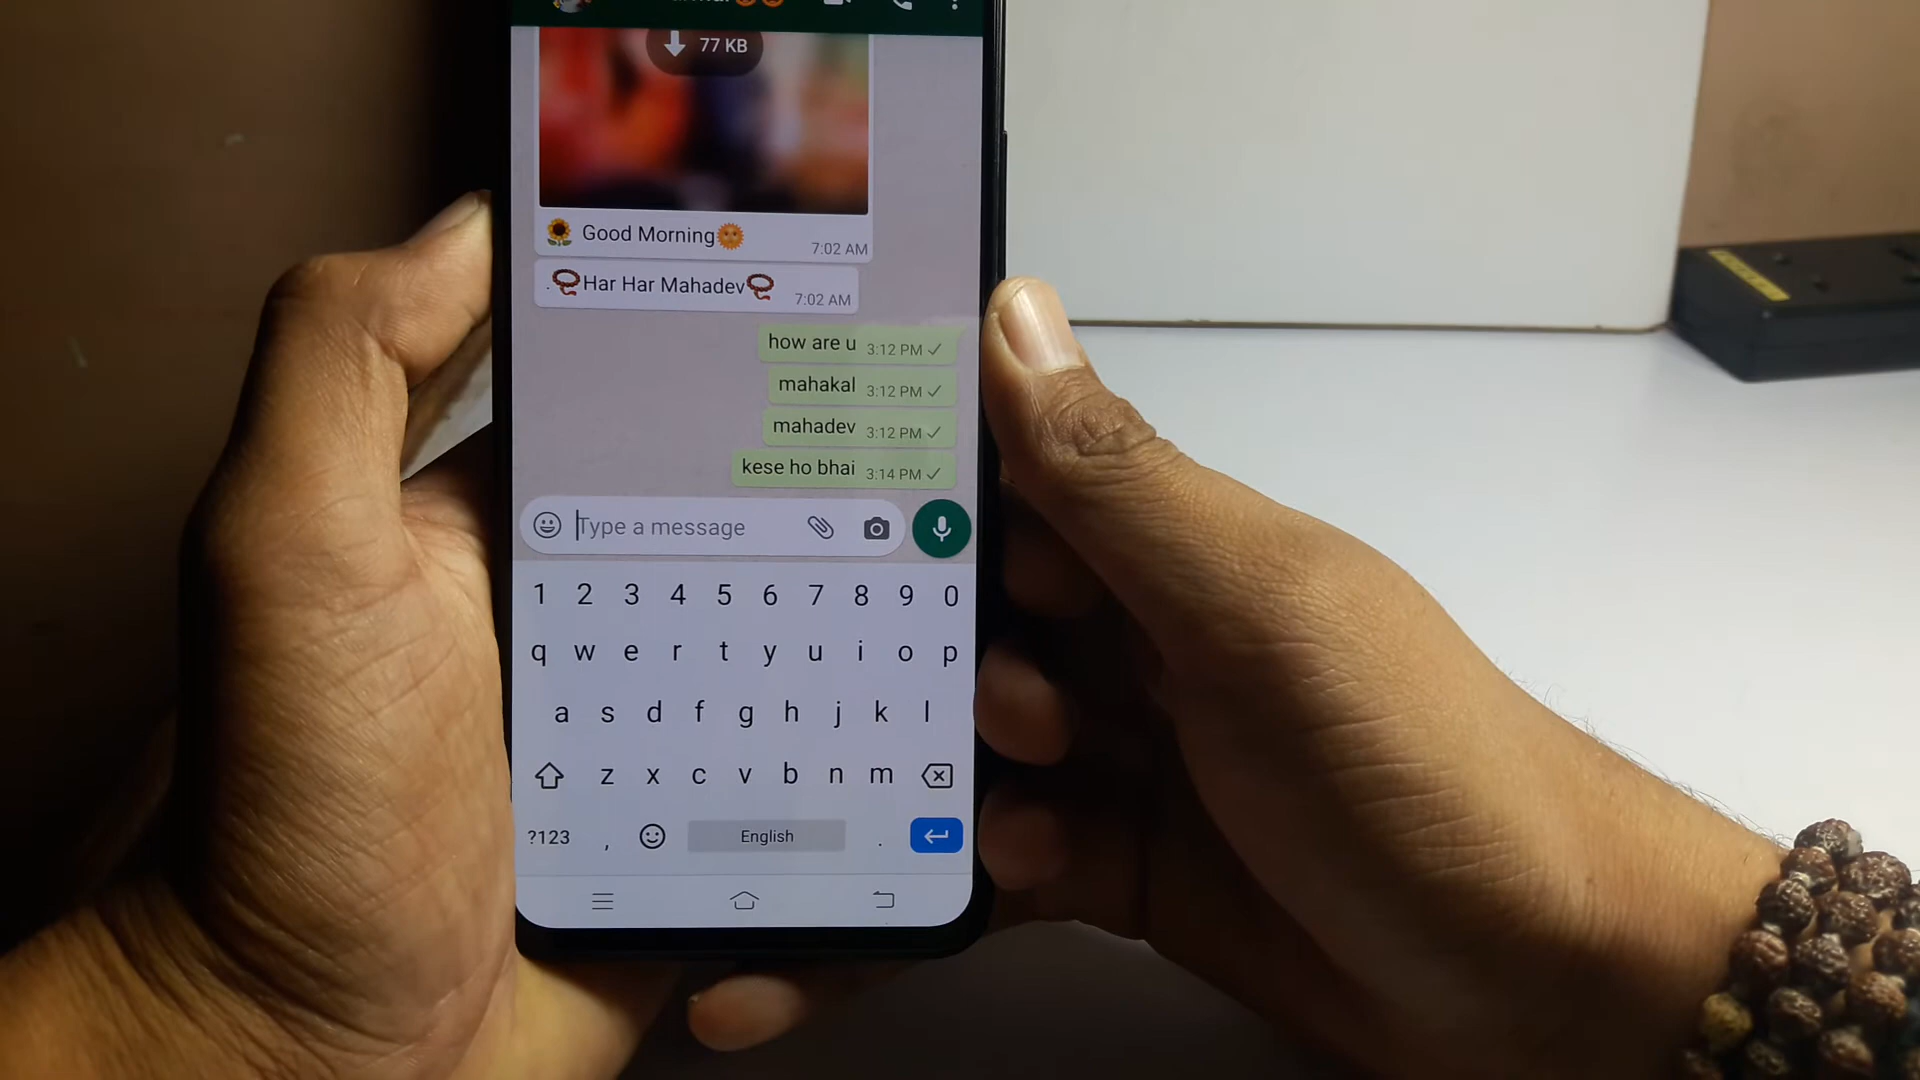 77 KB
Good Morning
7:02 AM
.Har Har Mahadev
7:02 AM
how are u 3:12 PM
mahakal 3:12 PM
mahadev 3:12 PM
kese ho bhai 3:14 PM
Type a message
1 2 3 4 5 6 7 8 9 0
q w e r t y u i o p
a s d f g h j k l
z x c v b n m
?123 , English .